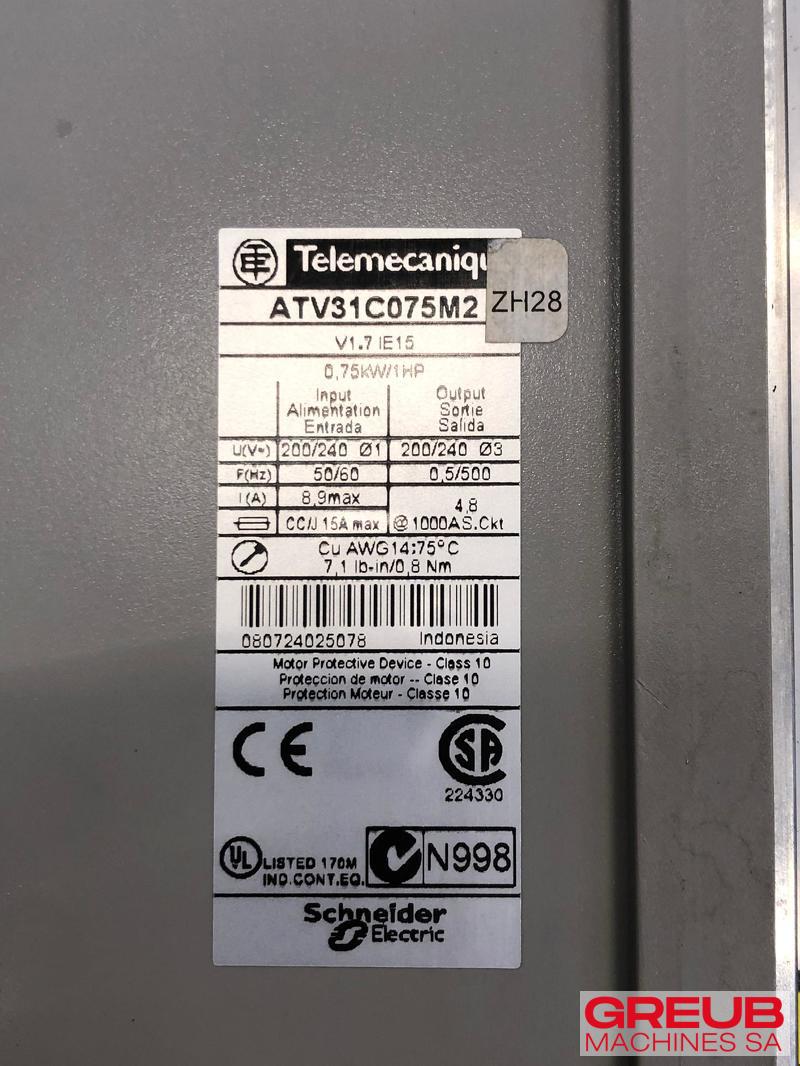 Telemecaniqu
ATV31C075M2
ZH28
V1.7 IE15
0,75kW/1HP
Input Output
Alimentation Sortie
Entrada Salida
U(V~) 200/240 Ø1 200/240 Ø3
F(Hz) 50/60 0,5/500
I(A) 8,9max 4,8
CC/J 15A max @1000AS.Ckt
Cu AWG14:75°C
7,1 lb-in/0,8 Nm
080724025078 Indonesia
Motor Protective Device - Class 10
Proteccion de motor -- Clase 10
Protection Moteur - Classe 10
CE
SA
224330
UL LISTED 170M
IND.CONT.EQ.
N998
Schneider
Electric
GREUB
MACHINES SA